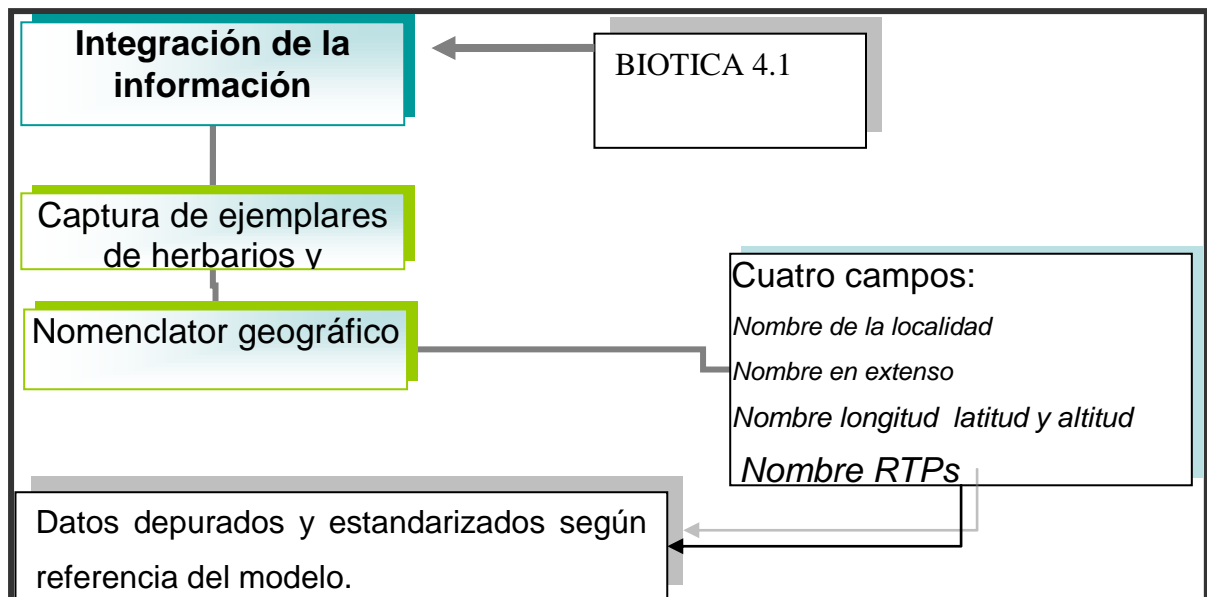 Integración de la
información
BIOTICA 4.1
Captura de ejemplares
de herbarios y
Nomenclator geográfico
Cuatro campos:
Nombre de la localidad
Nombre en extenso
Nombre longitud latitud y altitud
Nombre RTPs
Datos depurados y estandarizados según
referencia del modelo.